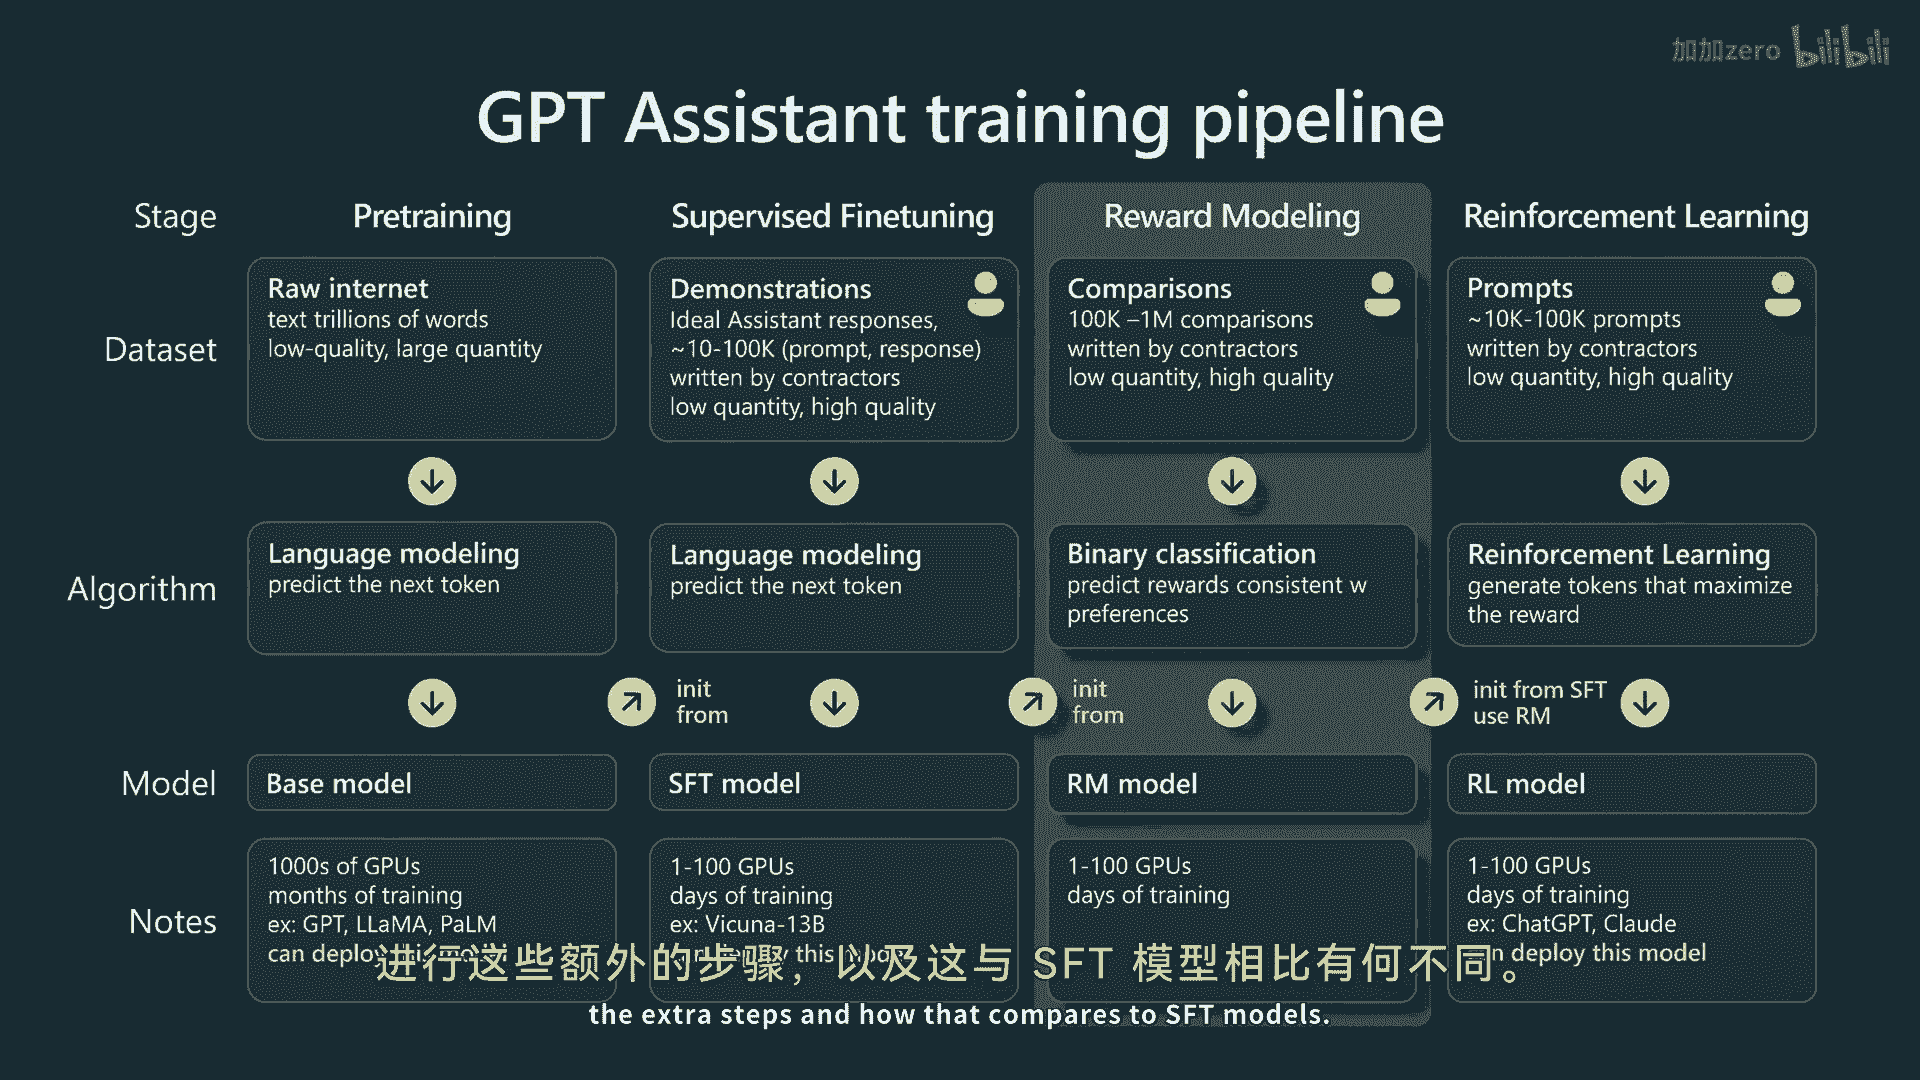 加加zero bilibili
GPT Assistant training pipeline
Stage
Pretraining
Supervised Finetuning
Reward Modeling
Reinforcement Learning
Dataset
Raw internet
text trillions of words
low-quality, large quantity
Demonstrations
Ideal Assistant responses,
~10-100K (prompt, response)
written by contractors
low quantity, high quality
Comparisons
100K –1M comparisons
written by contractors
low quantity, high quality
Prompts
~10K-100K prompts
written by contractors
low quantity, high quality
Algorithm
Language modeling
predict the next token
Language modeling
predict the next token
Binary classification
predict rewards consistent w
preferences
Reinforcement Learning
generate tokens that maximize
the reward
init
from
init
from
init from SFT
use RM
Model
Base model
SFT model
RM model
RL model
Notes
1000s of GPUs
months of training
ex: GPT, LLaMA, PaLM
can deploy
1-100 GPUs
days of training
ex: Vicuna-13B
this
1-100 GPUs
days of training
1-100 GPUs
days of training
ex: ChatGPT, Claude
deploy this model
进行这些额外的步骤，以及这与 SFT 模型相比有何不同。
the extra steps and how that compares to SFT models.